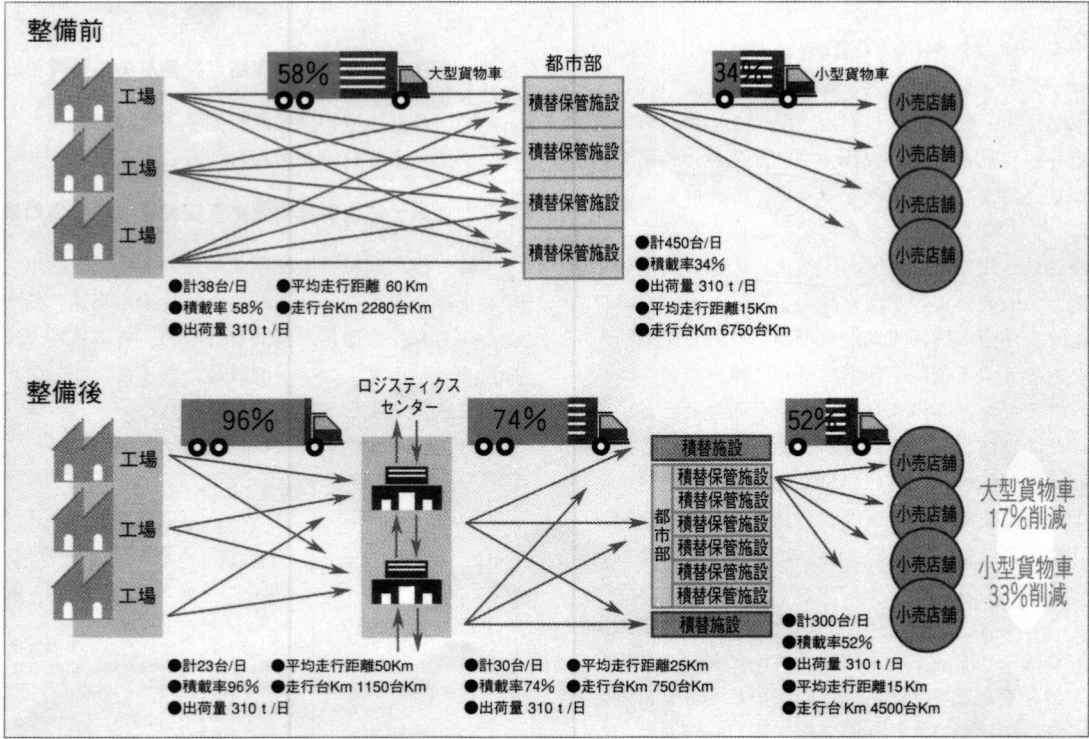 整備前
工場
工場
工場
58%
大型貨物車
都市部
積替保管施設
積替保管施設
積替保管施設
積替保管施設
34%
小型貨物車
小売店舗
小売店舗
小売店舗
小売店舗
●計38台/日 ●平均走行距離 60 Km
●積載率 58% ●走行台Km 2280台Km
●出荷量 310 t /日
●計450台/日
●積載率34%
●出荷量 310 t /日
●平均走行距離15Km
●走行台Km 6750台Km
整備後
工場
工場
工場
96%
ロジスティクス
センター
74%
積替施設
都市部
積替保管施設
積替保管施設
積替保管施設
積替保管施設
積替保管施設
積替保管施設
積替施設
52%
小売店舗
小売店舗
小売店舗
小売店舗
大型貨物車
17%削減
小型貨物車
33%削減
●計23台/日 ●平均走行距離50Km
●積載率96% ●走行台Km 1150台Km
●出荷量 310 t /日
●計30台/日 ●平均走行距離25Km
●積載率74% ●走行台Km 750台Km
●出荷量 310 t /日
●計300台/日
●積載率52%
●出荷量 310 t /日
●平均走行距離15Km
●走行台Km 4500台Km